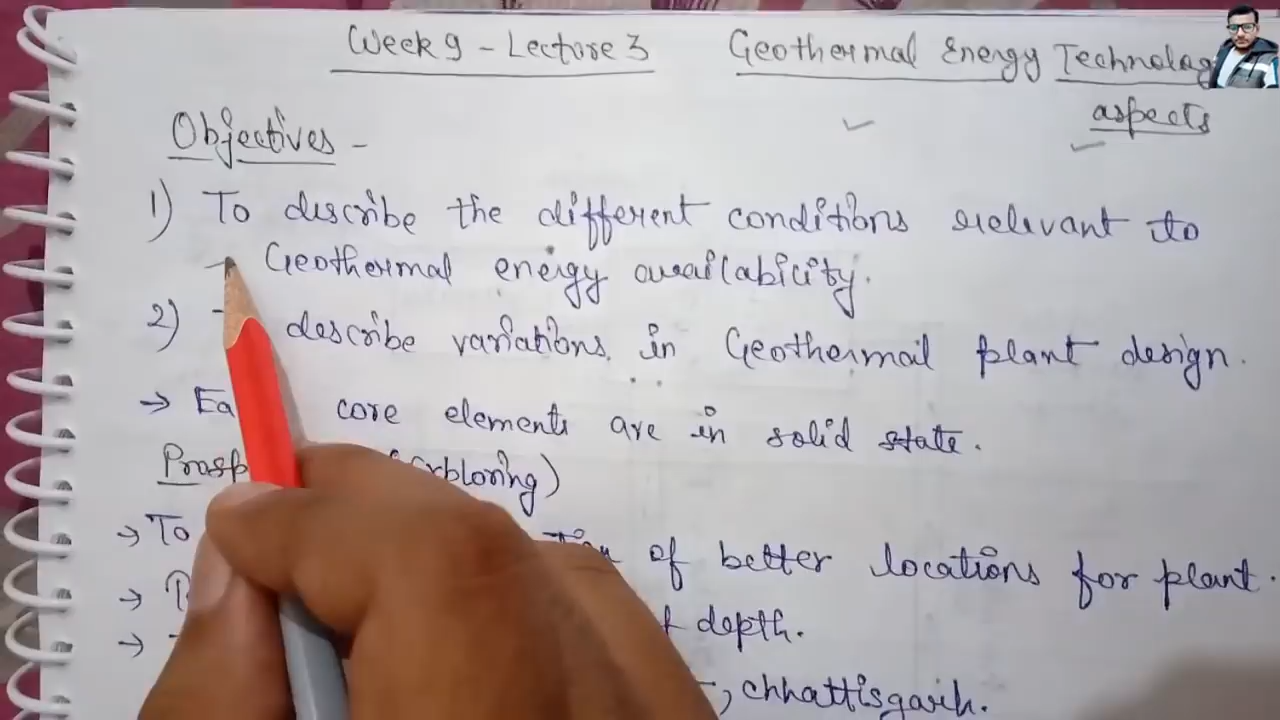 Week 9 - Lecture 3 Geothermal Energy Technolog
aspects
Objectives -
1) To describe the different conditions relevant to
Geothermal energy availability.
2) describe variations in Geothermal plant design.
→ Ea core elements are in solid state.
Prosp (Exploring)
→ To of better locations for plant.
→ depth.
→
, chhattisgarh.